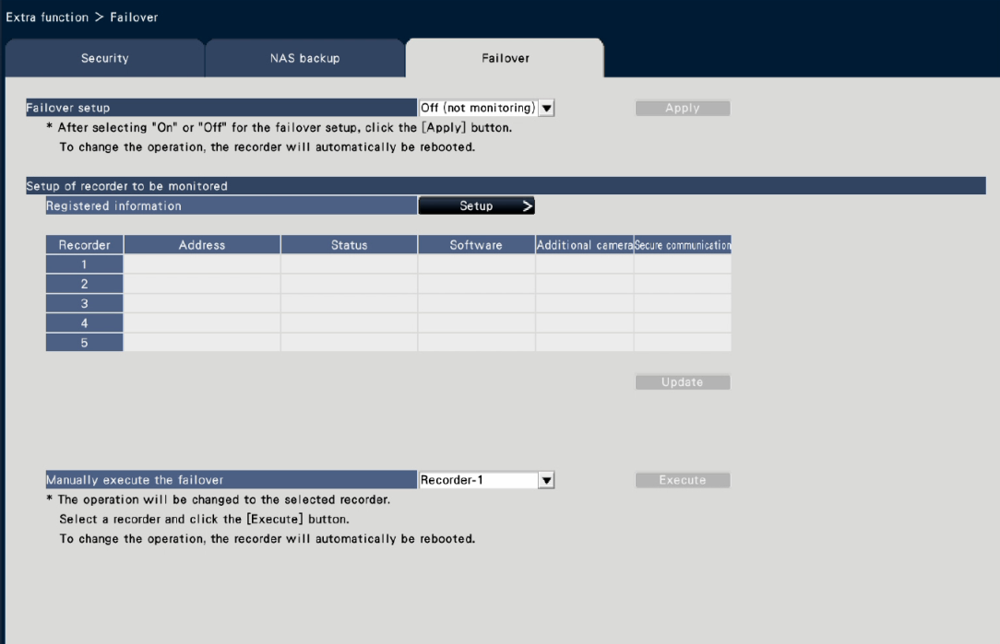 Extra function > Failover
Security NAS backup Failover
Failover setup Off (not monitoring) Apply
* After selecting "On" or "Off" for the failover setup, click the [Apply] button.
To change the operation, the recorder will automatically be rebooted.
Setup of recorder to be monitored
Registered information Setup >
Recorder Address Status Software Additional camera Secure communication
1
2
3
4
5
Update
Manually execute the failover Recorder-1 Execute
* The operation will be changed to the selected recorder.
Select a recorder and click the [Execute] button.
To change the operation, the recorder will automatically be rebooted.